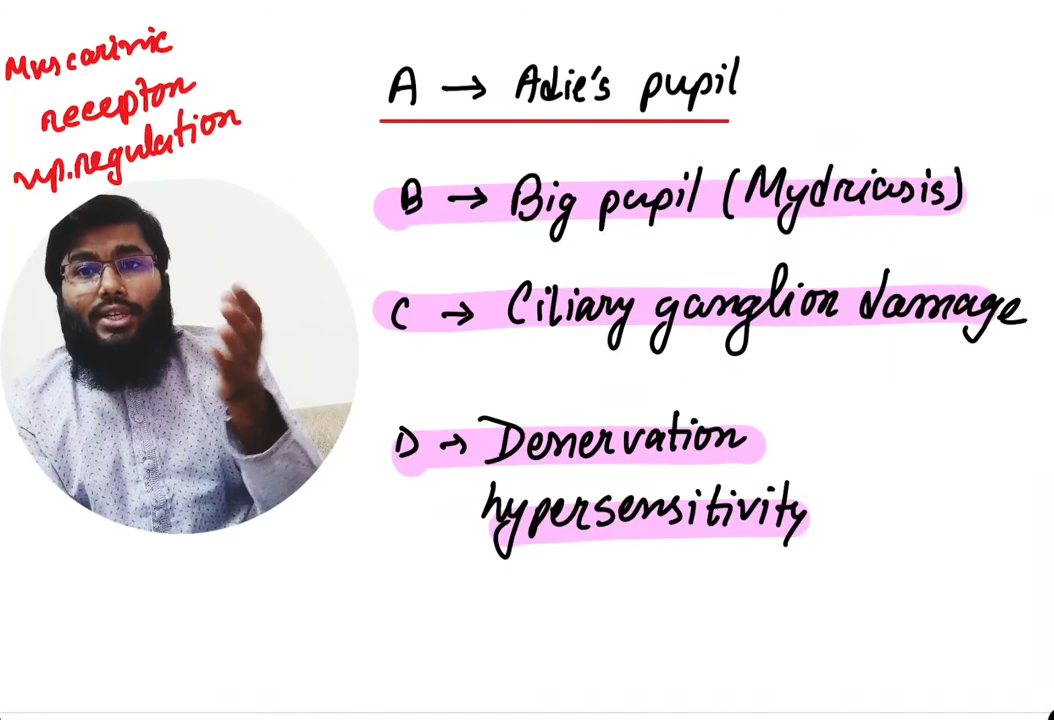 Muscarinic
receptor
up.regulation
A → Adie's pupil
B → Big pupil (Mydriasis)
C → Ciliary ganglion damage
D → Denervation
hypersensitivity